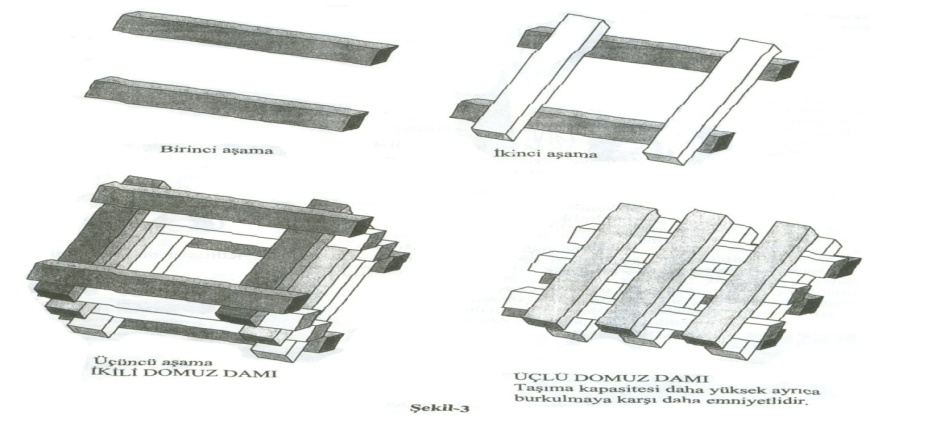 Birinci aşama
İkinci aşama
Üçüncü aşama
İKİLİ DOMUZ DAMI
ÜÇLÜ DOMUZ DAMI
Taşıma kapasitesi daha yüksek ayrıca
burkulmaya karşı daha emniyetlidir.
Şekil-3